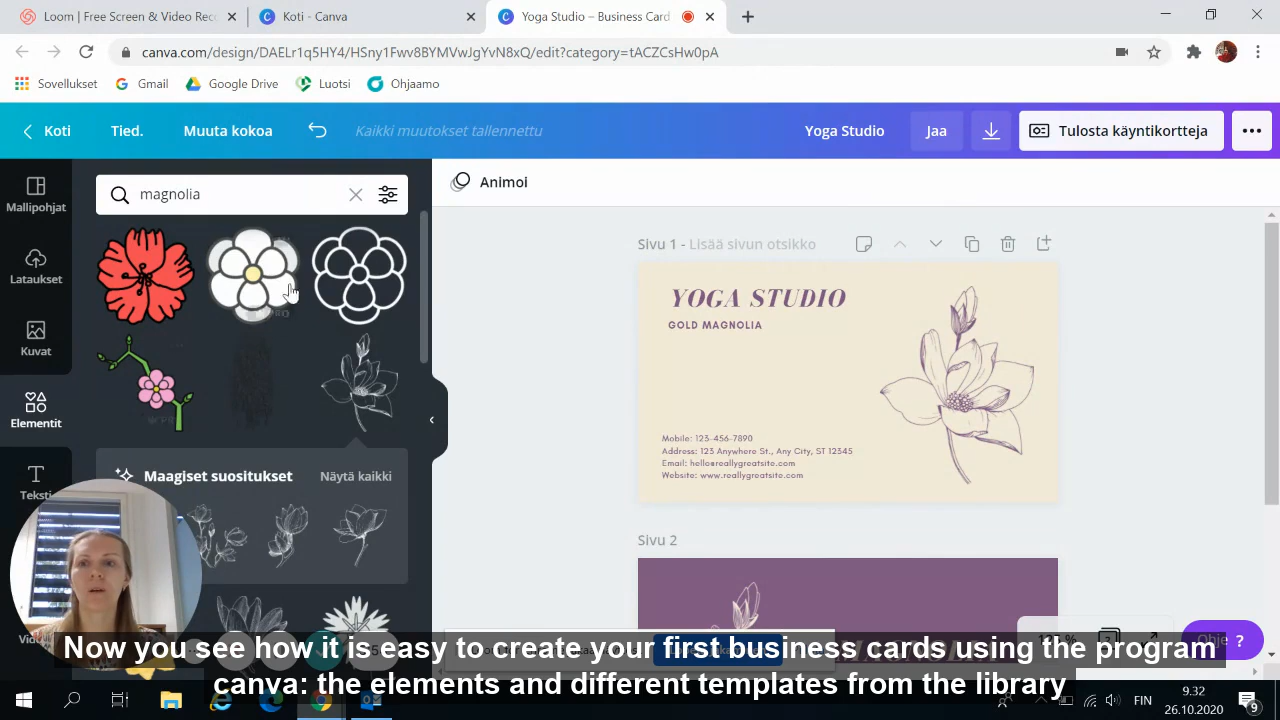 Loom | Free Screen & Video Rec
Koti - Canva
Yoga Studio – Business Card
canva.com/design/DAELr1q5HY4/HSny1Fwv8BYMVwJgYvN8xQ/edit?category=tACZCsHw0pA
Sovellukset
Gmail
Google Drive
Luotsi
Ohjaamo
Koti
Tied.
Muuta kokoa
Kaikki muutokset tallennettu
Yoga Studio
Jaa
Tulosta käyntikortteja
Mallipohjat
Lataukset
Kuvat
Elementit
Teksti
magnolia
Maagiset suositukset
Näytä kaikki
Animoi
Sivu 1 - Lisää sivun otsikko
YOGA STUDIO
GOLD MAGNOLIA
Mobile: 123-456-7890
Address: 123 Anywhere St., Any City, ST 12345
Email: hello@reallygreatsite.com
Website: www.reallygreatsite.com
Sivu 2
Ohje ?
Now you see how it is easy to create your first business cards using the program
canva: the elements and different templates from the library
FIN
9.32
26.10.2020
9